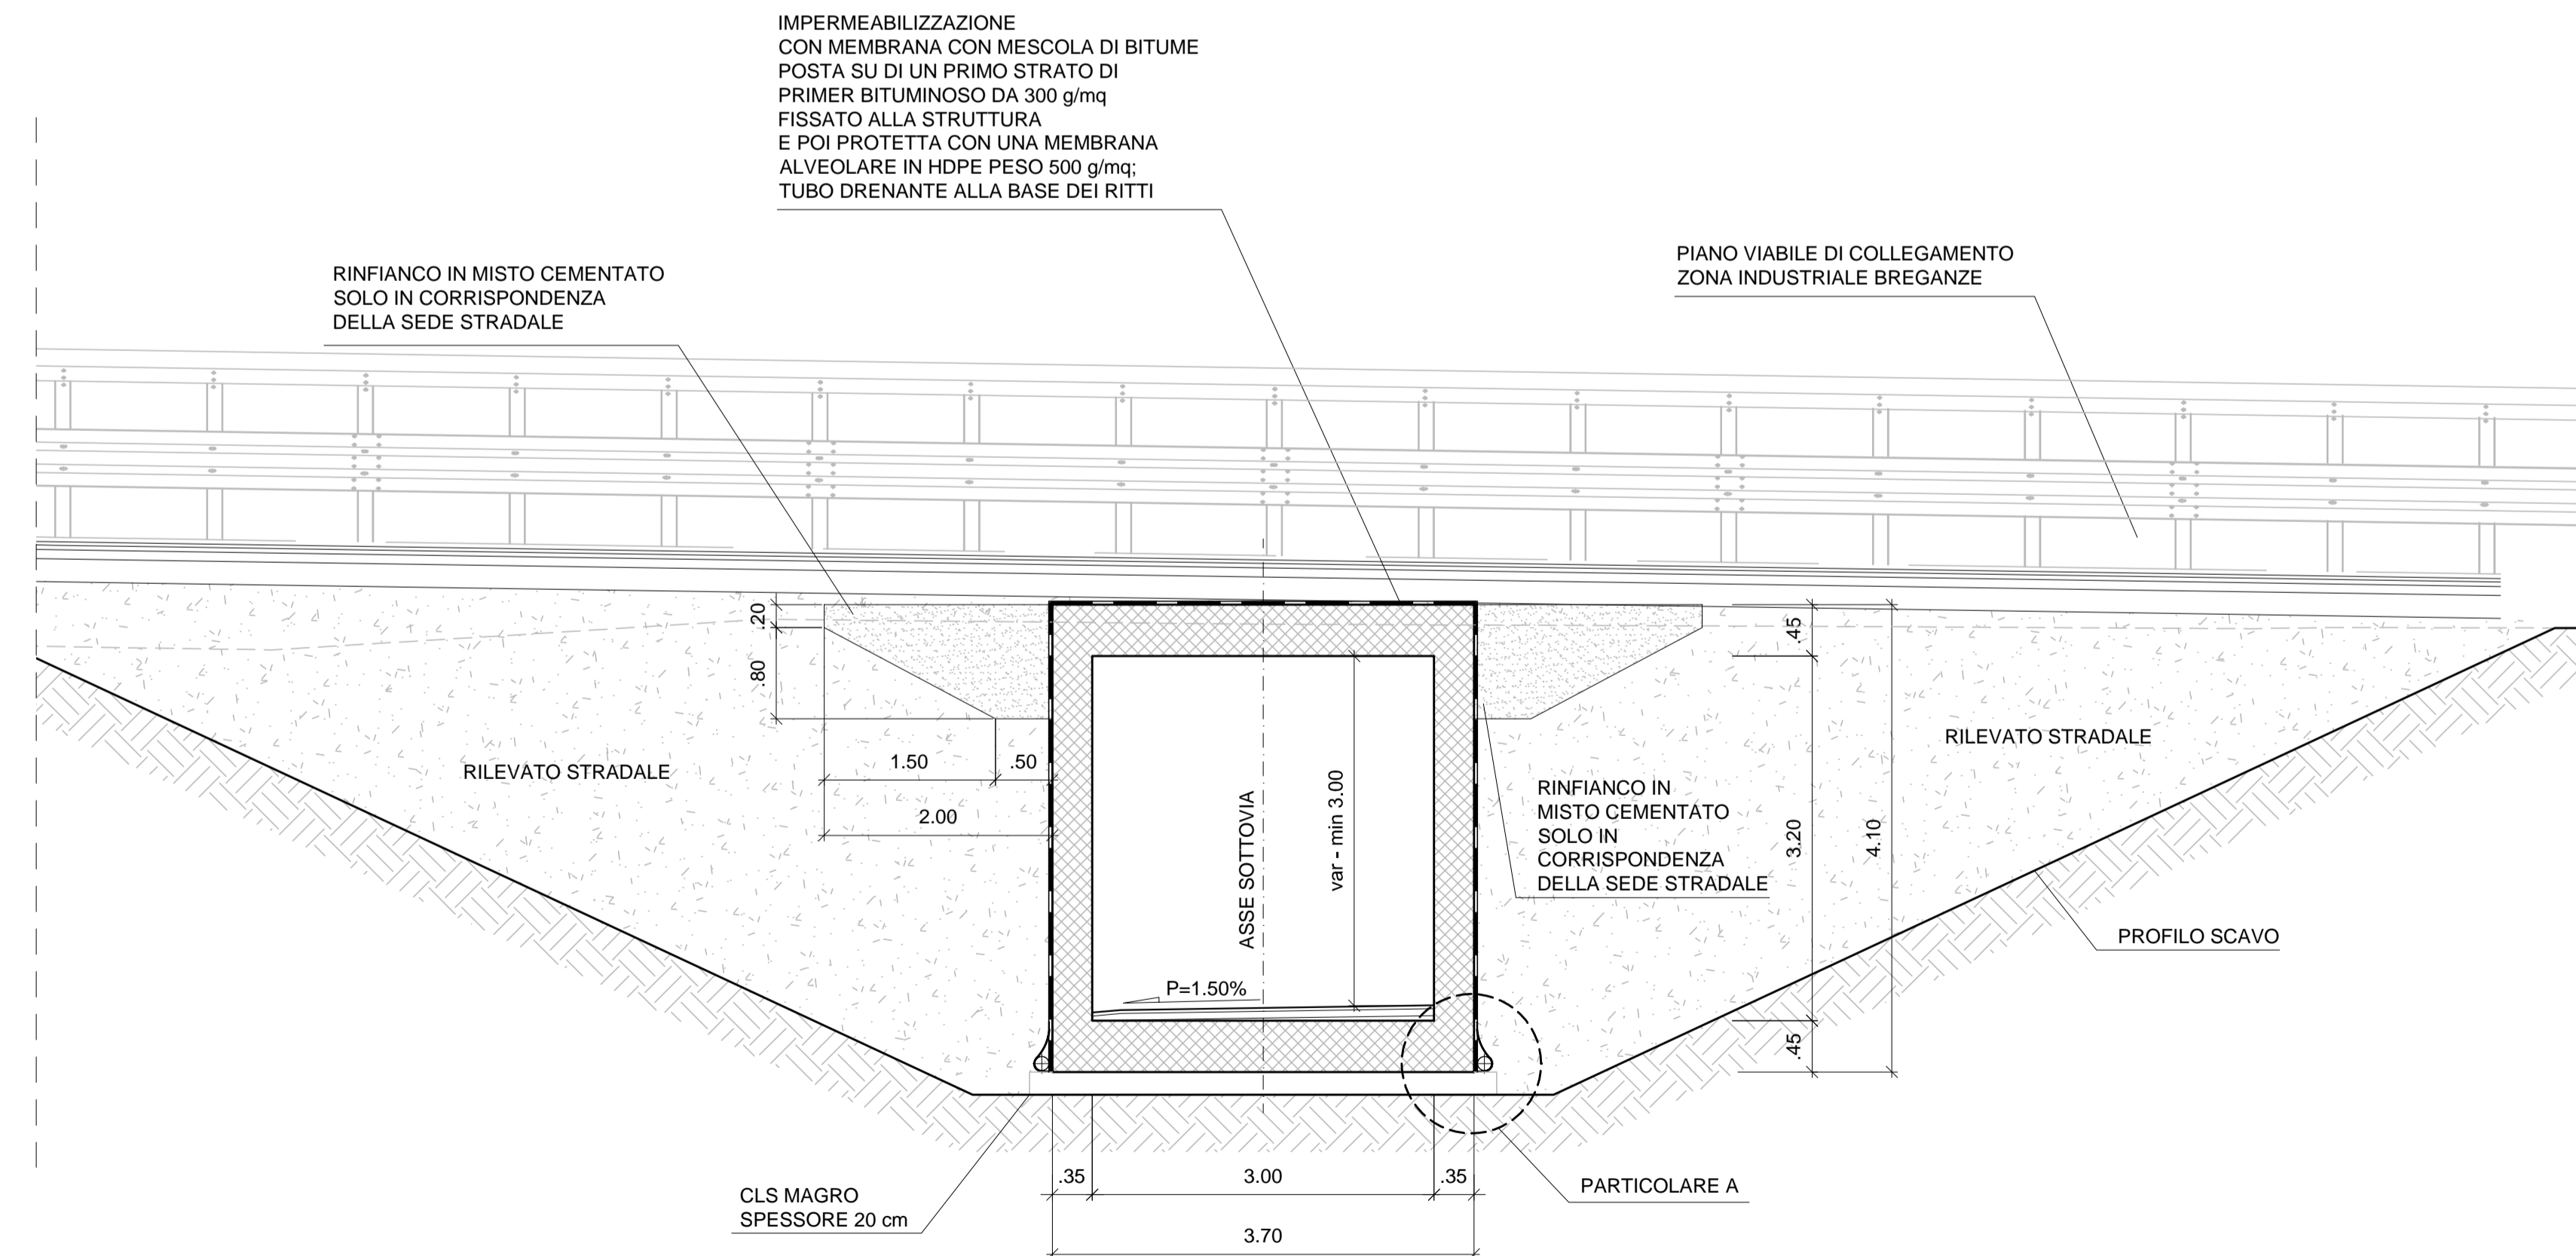 IMPERMEABILIZZAZIONE
CON MEMBRANA CON MESCOLA DI BITUME
POSTA SU DI UN PRIMO STRATO DI
PRIMER BITUMINOSO DA 300 g/mq
FISSATO ALLA STRUTTURA
E POI PROTETTA CON UNA MEMBRANA
ALVEOLARE IN HDPE PESO 500 g/mq;
TUBO DRENANTE ALLA BASE DEI RITTI
PIANO VIABILE DI COLLEGAMENTO
ZONA INDUSTRIALE BREGANZE
RINFIANCO IN MISTO CEMENTATO
SOLO IN CORRISPONDENZA
DELLA SEDE STRADALE
.20
.80
1.50
.50
2.00
RILEVATO STRADALE
ASSE SOTTOVIA
var - min 3.00
P=1.50%
RINFIANCO IN
MISTO CEMENTATO
SOLO IN
CORRISPONDENZA
DELLA SEDE STRADALE
.45
3.20
.45
4.10
RILEVATO STRADALE
PROFILO SCAVO
CLS MAGRO
SPESSORE 20 cm
.35
3.00
.35
3.70
PARTICOLARE A